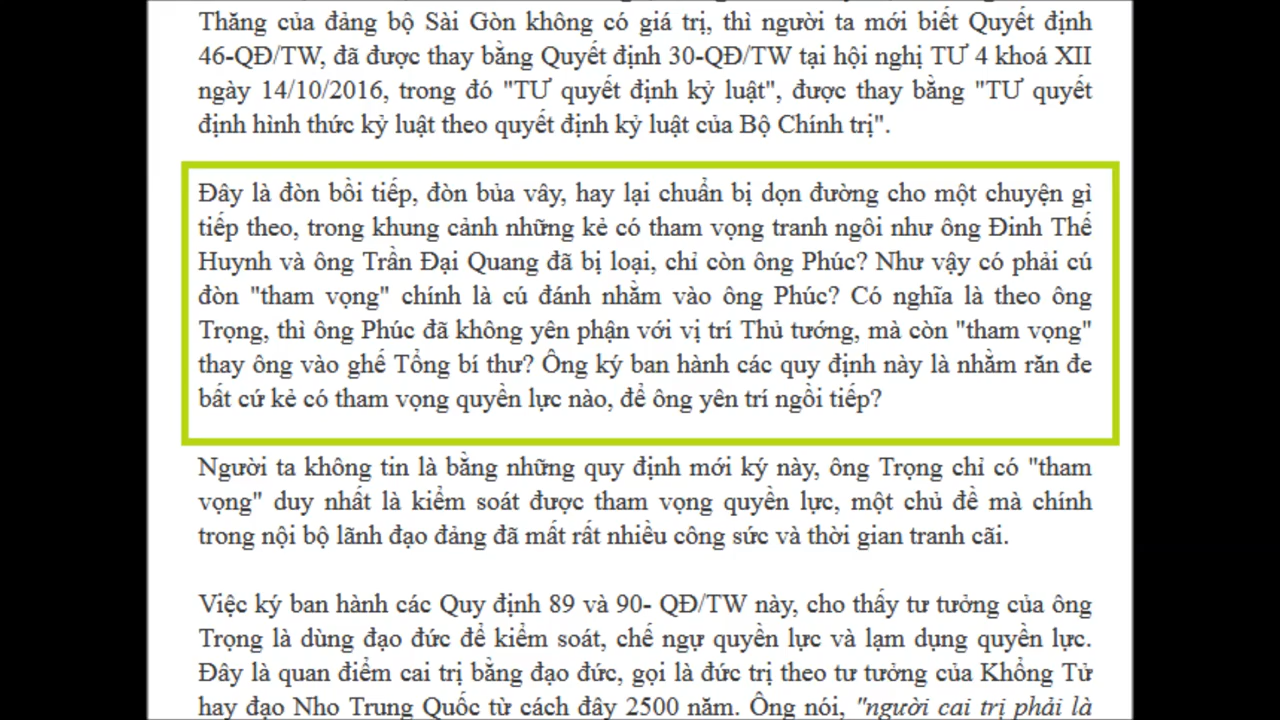 Thăng của đảng bộ Sài Gòn không có giá trị, thì người ta mới biết Quyết định
46-QĐ/TW, đã được thay bằng Quyết định 30-QĐ/TW tại hội nghị TƯ 4 khoá XII
ngày 14/10/2016, trong đó "TƯ quyết định kỷ luật", được thay bằng "TƯ quyết
định hình thức kỷ luật theo quyết định kỷ luật của Bộ Chính trị".
Đây là đòn bồi tiếp, đòn bủa vây, hay lại chuẩn bị dọn đường cho một chuyện gì
tiếp theo, trong khung cảnh những kẻ có tham vọng tranh ngôi như ông Đinh Thế
Huynh và ông Trần Đại Quang đã bị loại, chỉ còn ông Phúc? Như vậy có phải cú
đòn "tham vọng" chính là cú đánh nhằm vào ông Phúc? Có nghĩa là theo ông
Trọng, thì ông Phúc đã không yên phận với vị trí Thủ tướng, mà còn "tham vọng"
thay ông vào ghế Tổng bí thư? Ông ký ban hành các quy định này là nhằm răn đe
bất cứ kẻ có tham vọng quyền lực nào, để ông yên trí ngồi tiếp?
Người ta không tin là bằng những quy định mới ký này, ông Trọng chỉ có "tham
vọng" duy nhất là kiểm soát được tham vọng quyền lực, một chủ đề mà chính
trong nội bộ lãnh đạo đảng đã mất rất nhiều công sức và thời gian tranh cãi.
Việc ký ban hành các Quy định 89 và 90- QĐ/TW này, cho thấy tư tưởng của ông
Trọng là dùng đạo đức để kiểm soát, chế ngự quyền lực và lạm dụng quyền lực.
Đây là quan điểm cai trị bằng đạo đức, gọi là đức trị theo tư tưởng của Khổng Tử
hay đạo Nho Trung Quốc từ cách đây 2500 năm. Ông nói, "người cai trị phải là